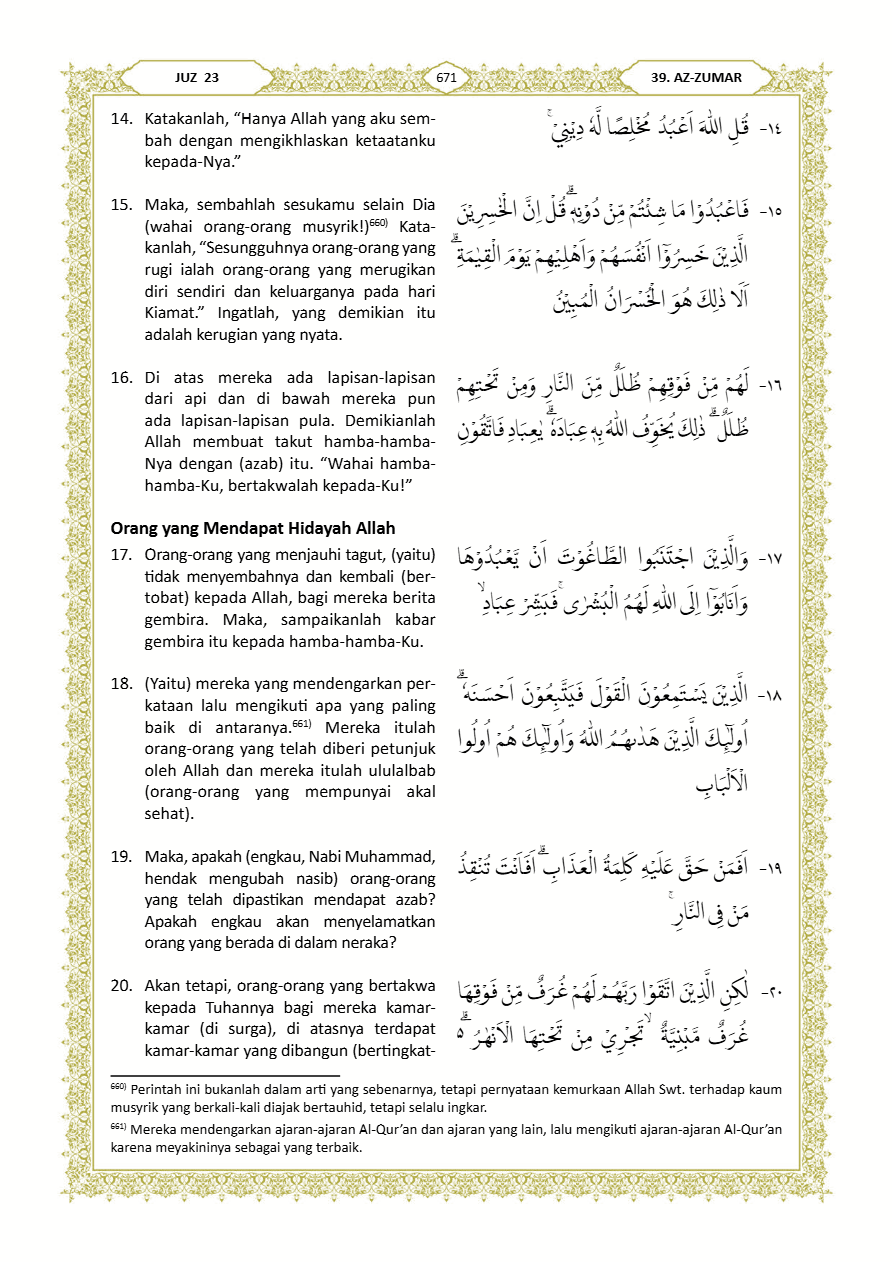 JUZ 23
671
39. AZ-ZUMAR
14. Katakanlah, “Hanya Allah yang aku sem-
bah dengan mengikhlaskan ketaatanku
kepada-Nya.”
١٤- قُلِ اللّٰهَ اَعْبُدُ مُخْلِصًا لَّهٗ دِيْنِيْۚ
15. Maka, sembahlah sesukamu selain Dia
(wahai orang-orang musyrik!)⁶⁶⁰⁾ Kata-
kanlah, “Sesungguhnya orang-orang yang
rugi ialah orang-orang yang merugikan
diri sendiri dan keluarganya pada hari
Kiamat.” Ingatlah, yang demikian itu
adalah kerugian yang nyata.
١٥- فَاعْبُدُوْا مَا شِئْتُمْ مِّنْ دُوْنِهٖۗ قُلْ اِنَّ الْخٰسِرِيْنَ
الَّذِيْنَ خَسِرُوْٓا اَنْفُسَهُمْ وَاَهْلِيْهِمْ يَوْمَ الْقِيٰمَةِۗ
اَلَا ذٰلِكَ هُوَ الْخُسْرَانُ الْمُبِيْنُ
16. Di atas mereka ada lapisan-lapisan
dari api dan di bawah mereka pun
ada lapisan-lapisan pula. Demikianlah
Allah membuat takut hamba-hamba-
Nya dengan (azab) itu. “Wahai hamba-
hamba-Ku, bertakwalah kepada-Ku!”
١٦- لَهُمْ مِّنْ فَوْقِهِمْ ظُلَلٌ مِّنَ النَّارِ وَمِنْ تَحْتِهِمْ
ظُلَلٌۗ ذٰلِكَ يُخَوِّفُ اللّٰهُ بِهٖ عِبَادَهٗۗ يٰعِبَادِ فَاتَّقُوْنِ
Orang yang Mendapat Hidayah Allah
17. Orang-orang yang menjauhi tagut, (yaitu)
tidak menyembahnya dan kembali (ber-
tobat) kepada Allah, bagi mereka berita
gembira. Maka, sampaikanlah kabar
gembira itu kepada hamba-hamba-Ku.
١٧- وَالَّذِيْنَ اجْتَنَبُوا الطَّاغُوْتَ اَنْ يَّعْبُدُوْهَا
وَاَنَابُوْٓا اِلَى اللّٰهِ لَهُمُ الْبُشْرٰىۚ فَبَشِّرْ عِبَادِۙ
18. (Yaitu) mereka yang mendengarkan per-
kataan lalu mengikuti apa yang paling
baik di antaranya.⁶⁶¹⁾ Mereka itulah
orang-orang yang telah diberi petunjuk
oleh Allah dan mereka itulah ululalbab
(orang-orang yang mempunyai akal
sehat).
١٨- الَّذِيْنَ يَسْتَمِعُوْنَ الْقَوْلَ فَيَتَّبِعُوْنَ اَحْسَنَهٗۗ
اُولٰۤىِٕكَ الَّذِيْنَ هَدٰىهُمُ اللّٰهُ وَاُولٰۤىِٕكَ هُمْ اُولُوا
الْاَلْبَابِ
19. Maka, apakah (engkau, Nabi Muhammad,
hendak mengubah nasib) orang-orang
yang telah dipastikan mendapat azab?
Apakah engkau akan menyelamatkan
orang yang berada di dalam neraka?
١٩- اَفَمَنْ حَقَّ عَلَيْهِ كَلِمَةُ الْعَذَابِۗ اَفَاَنْتَ تُنْقِذُ
مَنْ فِى النَّارِۚ
20. Akan tetapi, orang-orang yang bertakwa
kepada Tuhannya bagi mereka kamar-
kamar (di surga), di atasnya terdapat
kamar-kamar yang dibangun (bertingkat-
٢٠- لٰكِنِ الَّذِيْنَ اتَّقَوْا رَبَّهُمْ لَهُمْ غُرَفٌ مِّنْ فَوْقِهَا
غُرَفٌ مَّبْنِيَّةٌۙ تَجْرِيْ مِنْ تَحْتِهَا الْاَنْهٰرُ ەۗ
⁶⁶⁰⁾ Perintah ini bukanlah dalam arti yang sebenarnya, tetapi pernyataan kemurkaan Allah Swt. terhadap kaum
musyrik yang berkali-kali diajak bertauhid, tetapi selalu ingkar.
⁶⁶¹⁾ Mereka mendengarkan ajaran-ajaran Al-Qur’an dan ajaran yang lain, lalu mengikuti ajaran-ajaran Al-Qur’an
karena meyakininya sebagai yang terbaik.